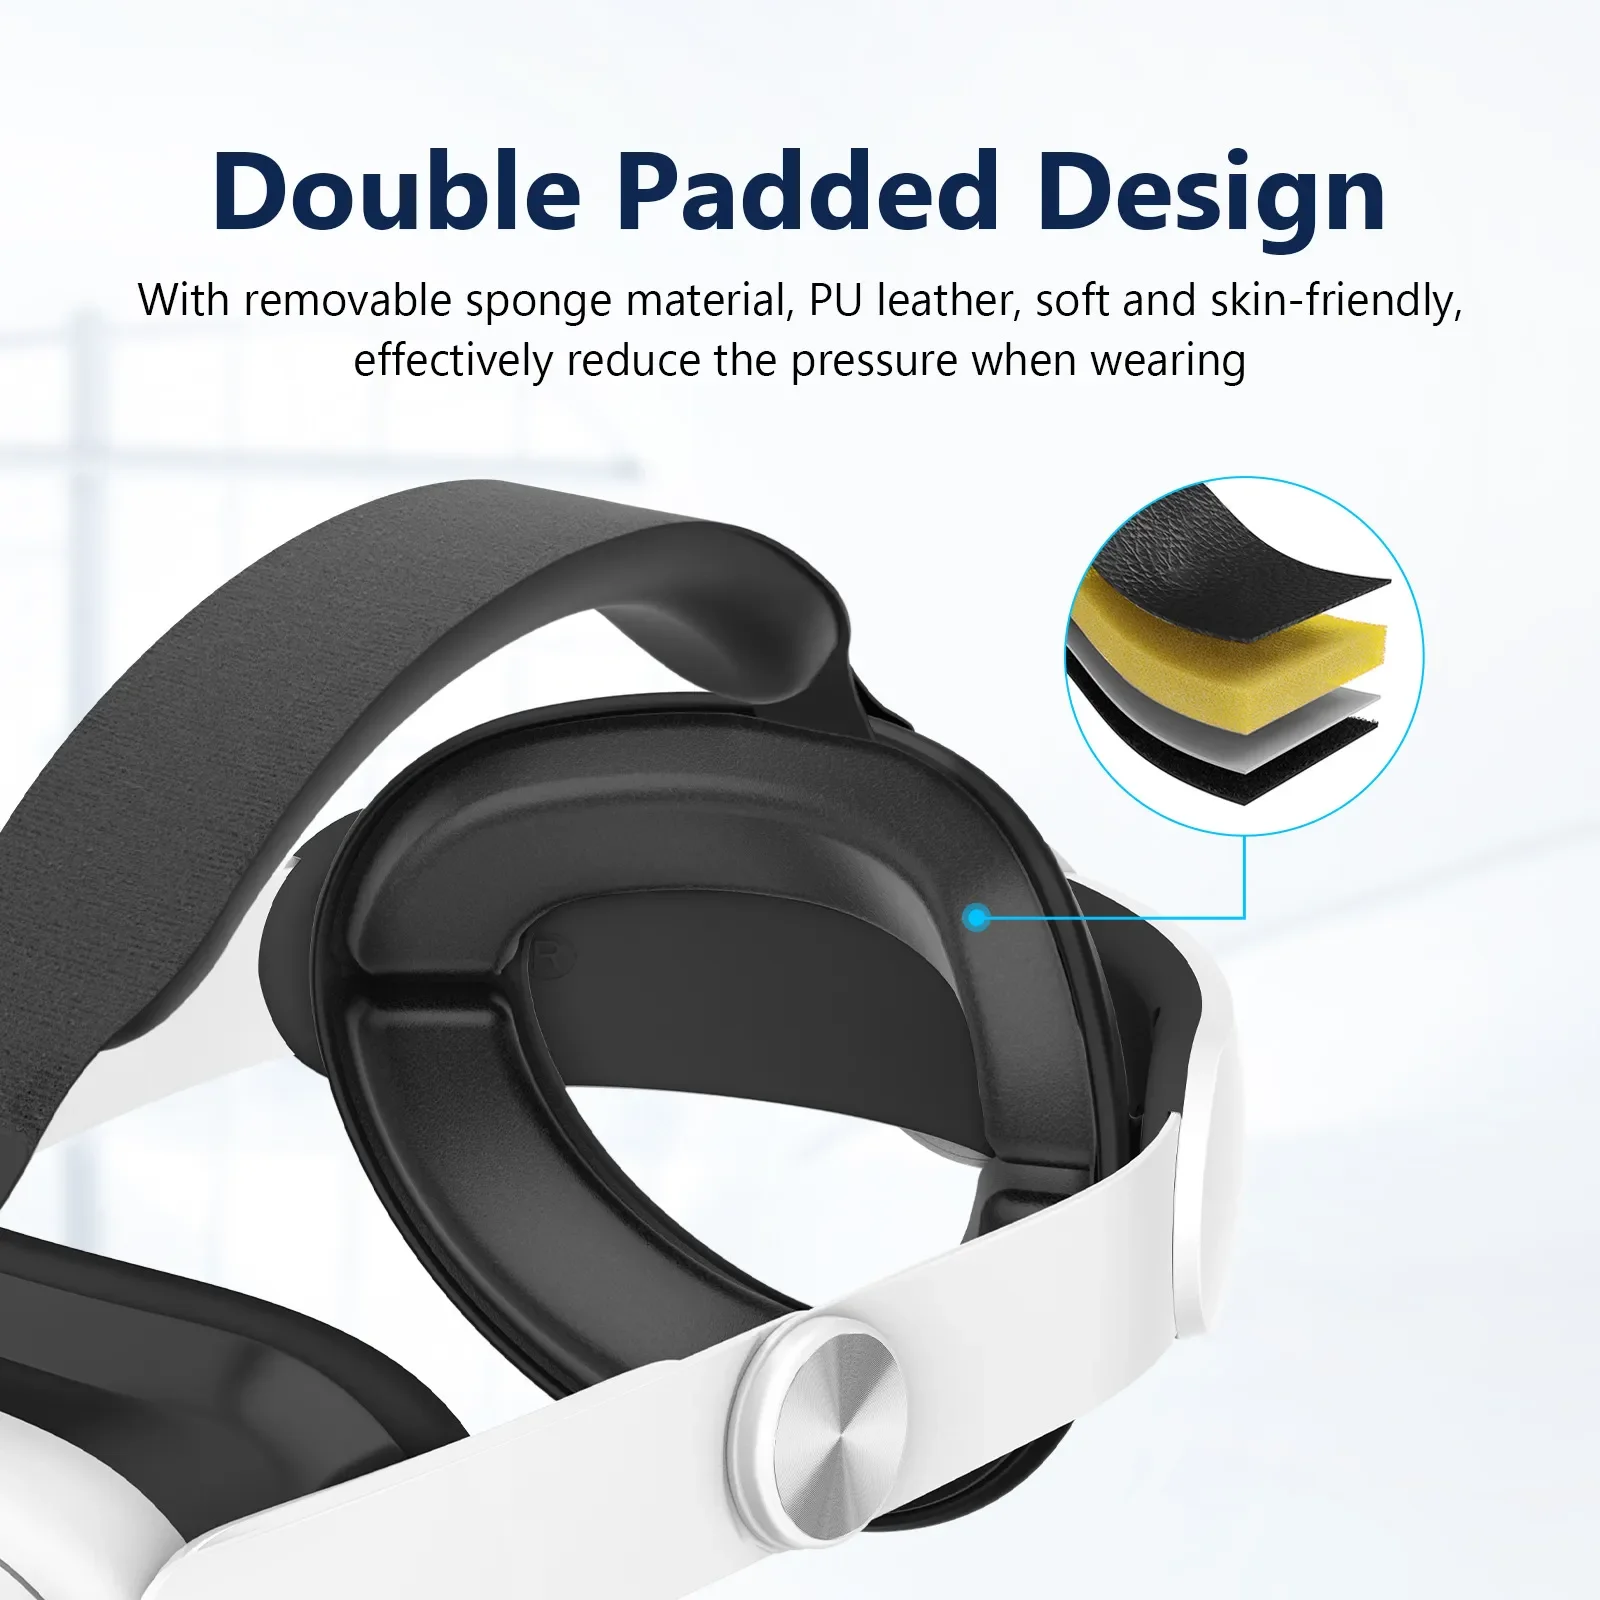 Double Padded Design
With removable sponge material, PU leather, soft and skin-friendly,
effectively reduce the pressure when wearing
®